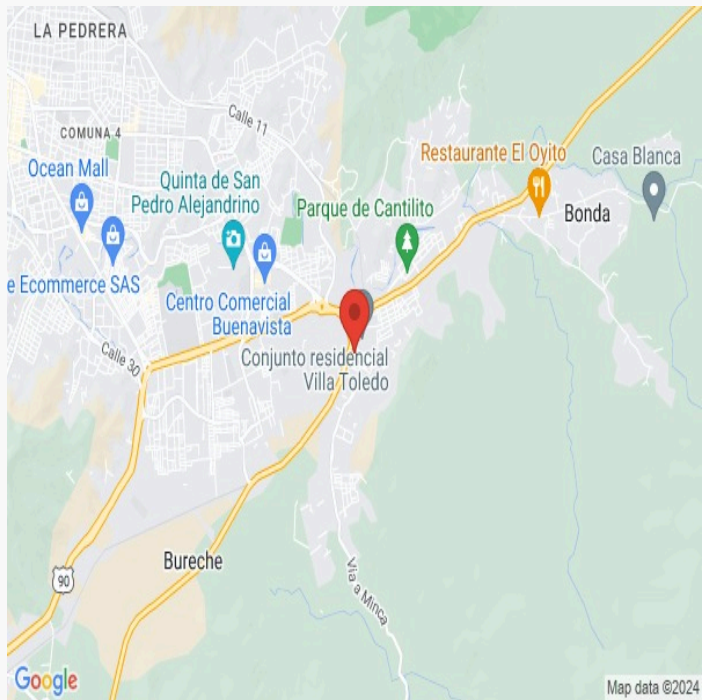 LA PEDRERA
Calle 11
COMUNA 4
Ocean Mall
Quinta de San
Pedro Alejandrino
Restaurante El Oyito
Casa Blanca
Parque de Cantilito
Bonda
e Ecommerce SAS
Centro Comercial
Buenavista
Calle 30
Conjunto residencial
Villa Toledo
Bureche
90
Vía a Minca
Google
Map data ©2024